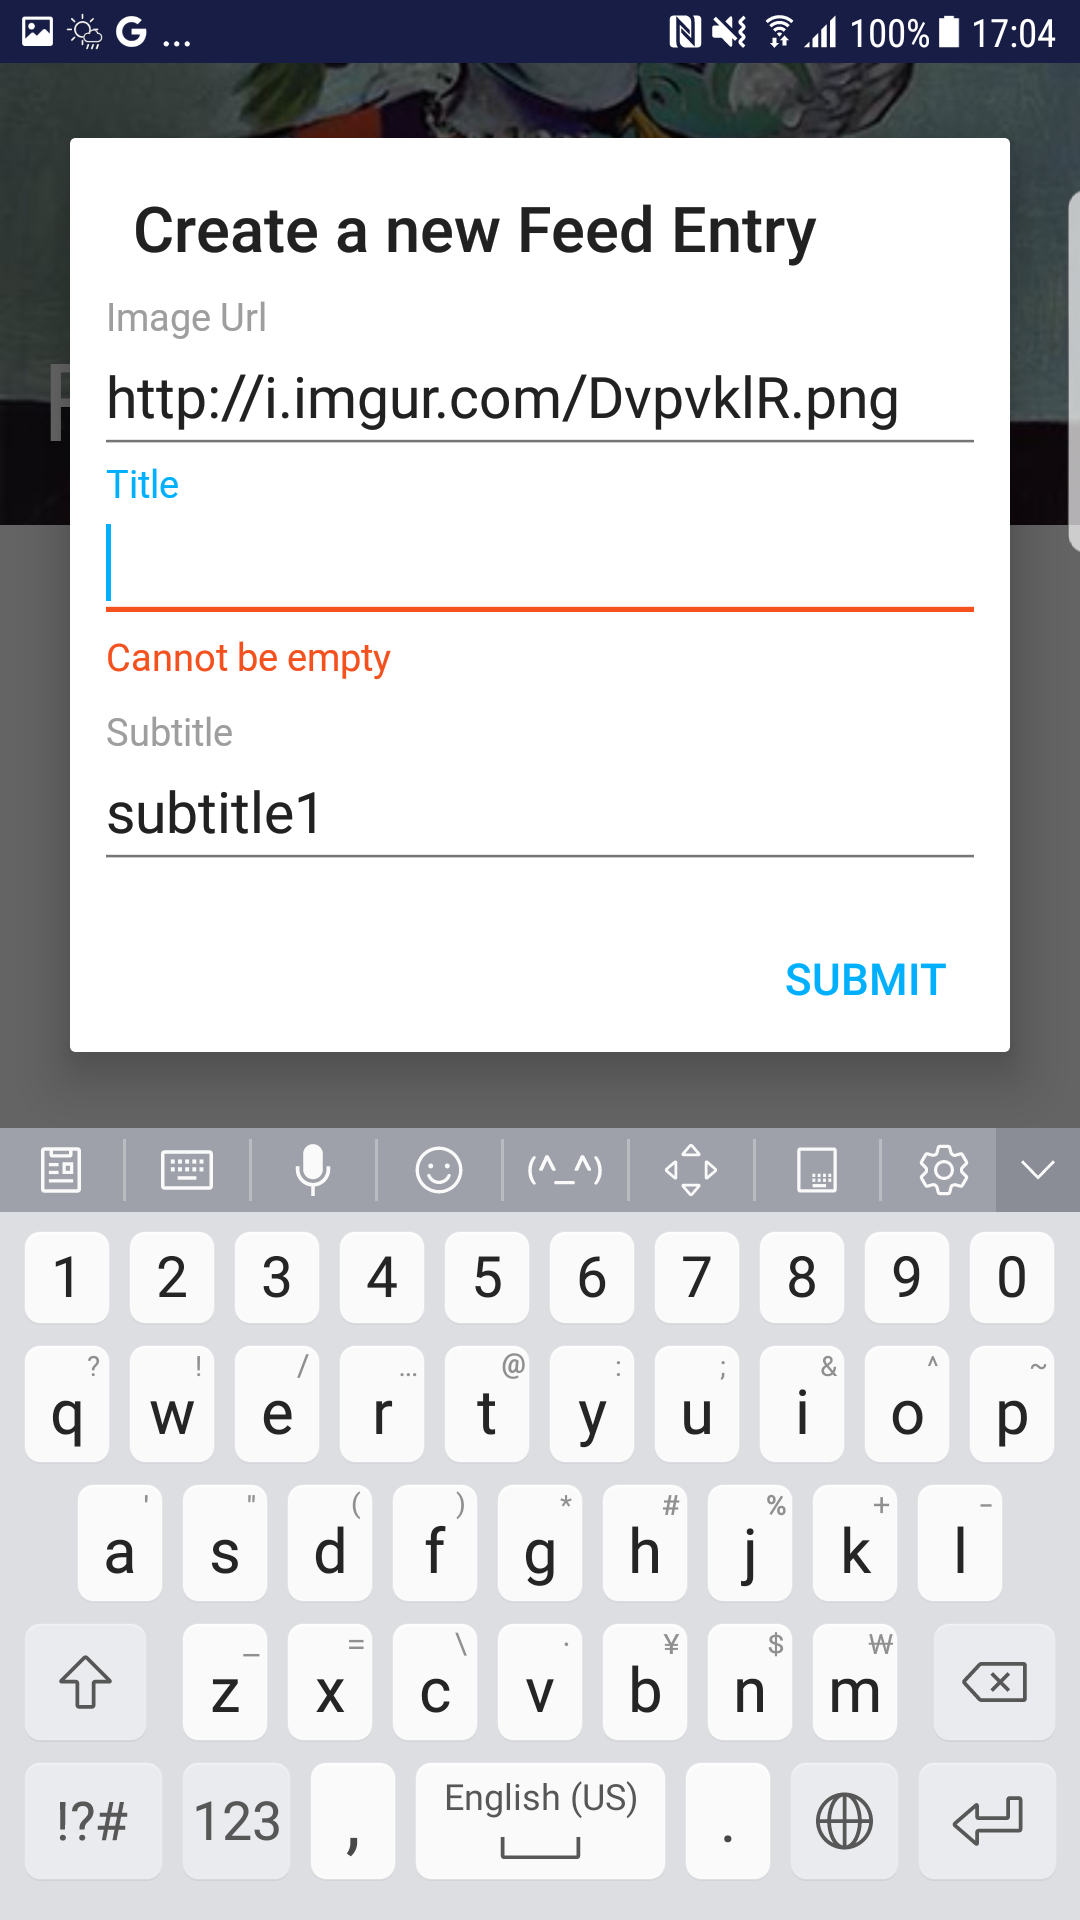 ... 100% 17:04
Create a new Feed Entry
Image Url
http://i.imgur.com/DvpvklR.png
Title
Cannot be empty
Subtitle
subtitle1
SUBMIT
(^_^)
1 2 3 4 5 6 7 8 9 0
? ! / ... @ : ; & ^ ~
q w e r t y u i o p
' " ( ) * # % + -
a s d f g h j k l
_ = \ · ¥ $ ₩
z x c v b n m
!?# 123 , English (US) .